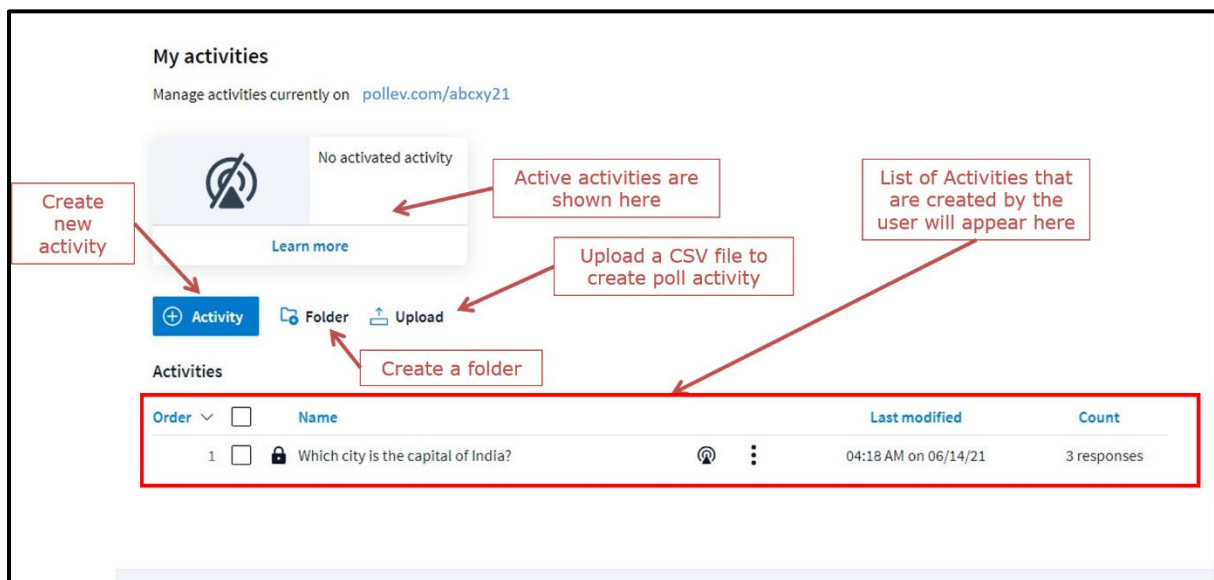 My activities
Manage activities currently on pollev.com/abcxy21
No activated activity
Learn more
Create
new
activity
Active activities are
shown here
List of Activities that
are created by the
user will appear here
Upload a CSV file to
create poll activity
Activity Folder Upload
Create a folder
Activities
Order Name Last modified Count
1 Which city is the capital of India? 04:18 AM on 06/14/21 3 responses